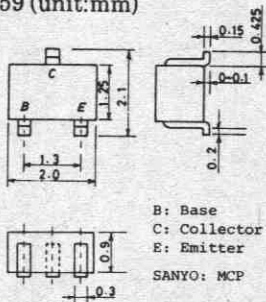 59 (unit:mm)
0.15
0.425
C
B E
1.25
2.1
0~0.1
1.3
2.0
0.2
0.9
0.3
B: Base
C: Collector
E: Emitter
SANYO: MCP